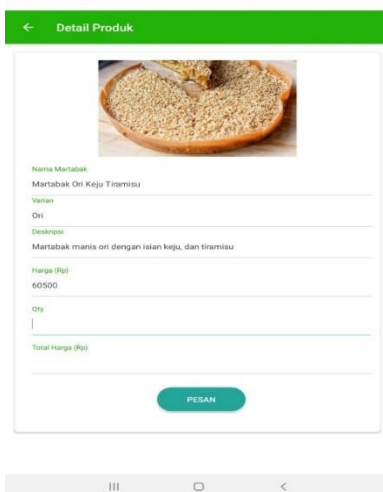 Detail Produk
Nama Martabak
Martabak Ori Keju Tiramisu
Varian
Ori
Deskripsi
Martabak manis ori dengan isian keju, dan tiramisu
Harga (Rp)
60500
Qty
Total Harga (Rp)
PESAN